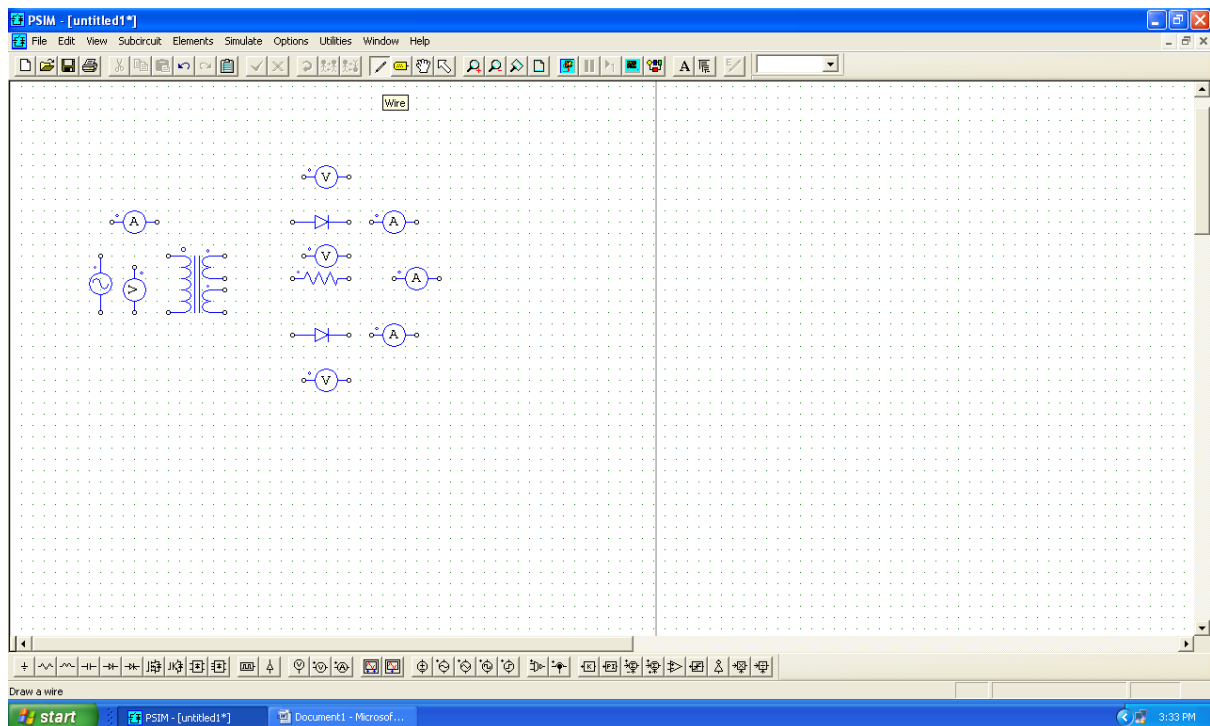 PSIM - [untitled1*]
File Edit View Subcircuit Elements Simulate Options Utilities Window Help
A
Wire
V
A
A
V
V
A
A
V
K
Draw a wire
start PSIM - [untitled1*] Document1 - Microsof... 3:33 PM